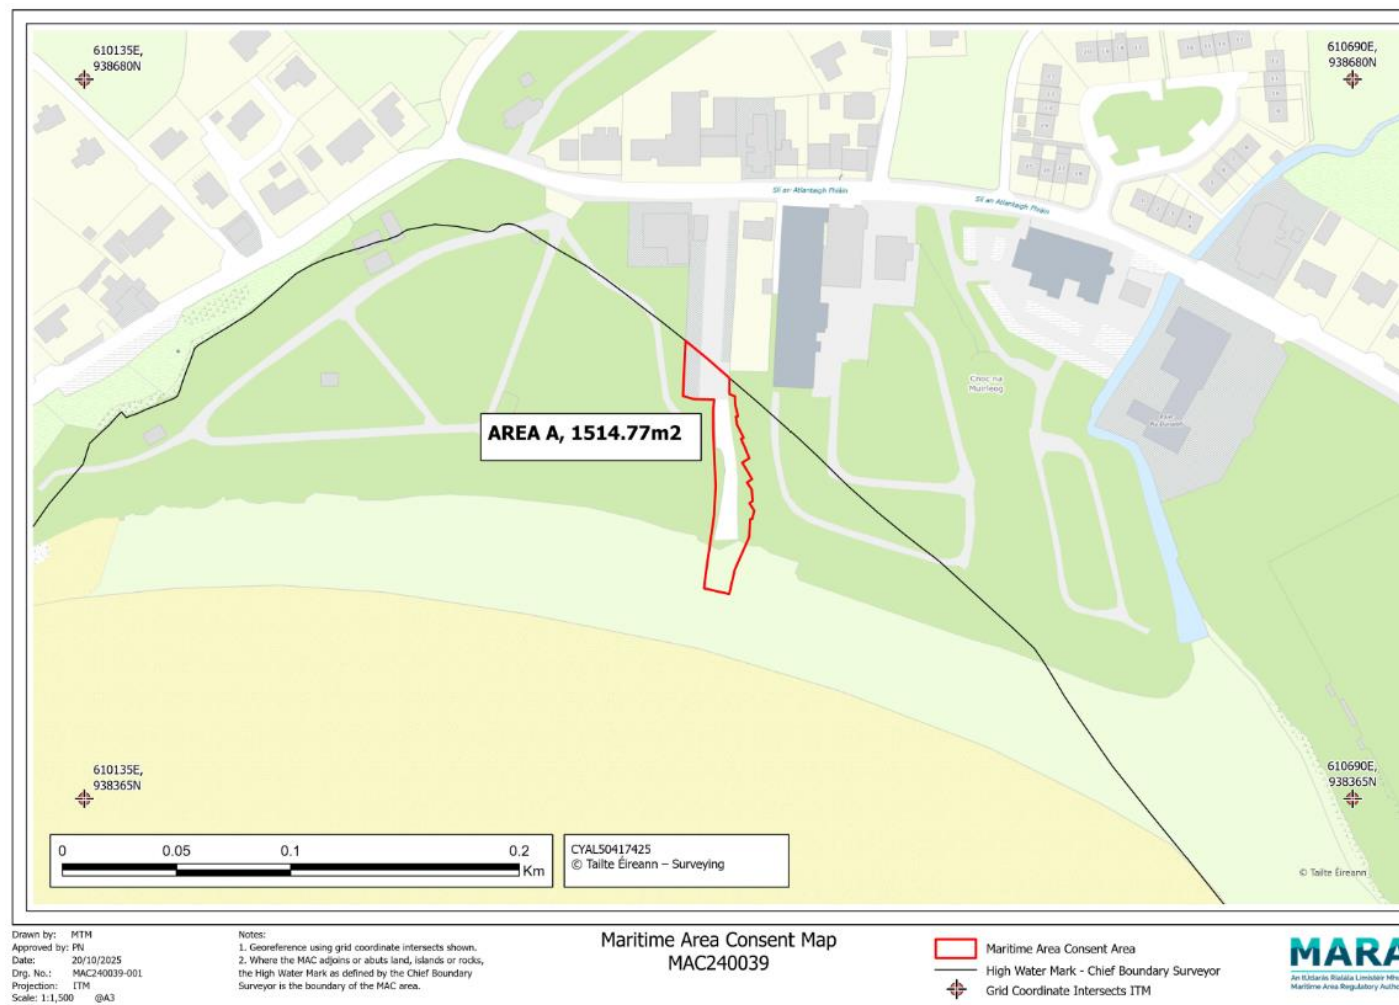 610135E,
938680N
610690E,
938680N
Slí an Atlantaigh Fhiáin
Slí an Atlantaigh Fhiáin
Cnoc na
Muirleog
AREA A, 1514.77m2
610135E,
938365N
610690E,
938365N
0 0.05 0.1 0.2
Km
CYAL50417425
© Tailte Éireann – Surveying
© Tailte Éireann
Drawn by: MTM
Approved by: PN
Date: 20/10/2025
Drg. No.: MAC240039-001
Projection: ITM
Scale: 1:1,500 @A3
Notes:
1. Georeference using grid coordinate intersects shown.
2. Where the MAC adjoins or abuts land, islands or rocks,
the High Water Mark as defined by the Chief Boundary
Surveyor is the boundary of the MAC area.
Maritime Area Consent Map
MAC240039
Maritime Area Consent Area
High Water Mark - Chief Boundary Surveyor
Grid Coordinate Intersects ITM
MARA
An tÚdarás Rialála Limistéir
Maritime Area Regulatory